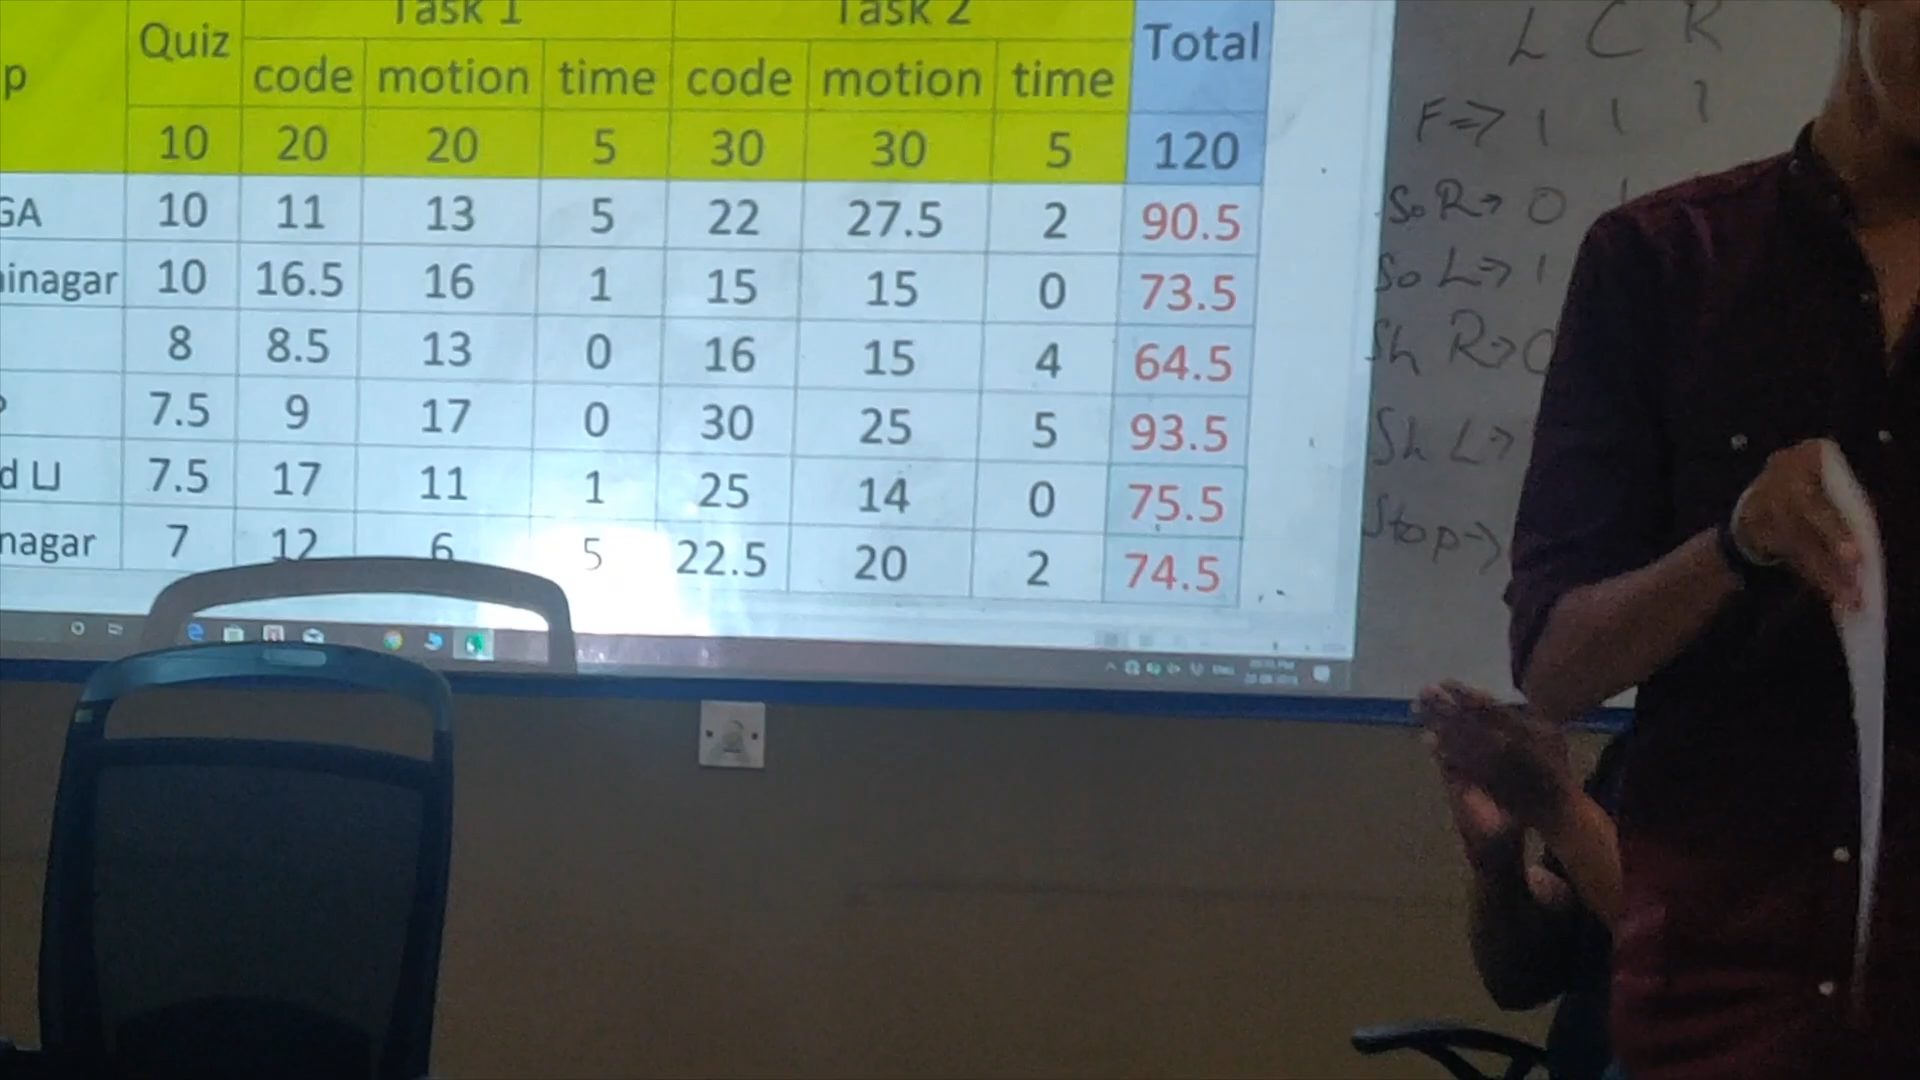 Task 1 Task 2
p Quiz code motion time code motion time Total
10 20 20 5 30 30 5 120
GA 10 11 13 5 22 27.5 2 90.5
inagar 10 16.5 16 1 15 15 0 73.5
8 8.5 13 0 16 15 4 64.5
7.5 9 17 0 30 25 5 93.5
d LJ 7.5 17 11 1 25 14 0 75.5
nagar 7 12 6 5 22.5 20 2 74.5
L C R
F⇒ 1 1 1
So R→ 0 1
So L⇒ 1
Sh R→ 0
Sh L→
Stop→